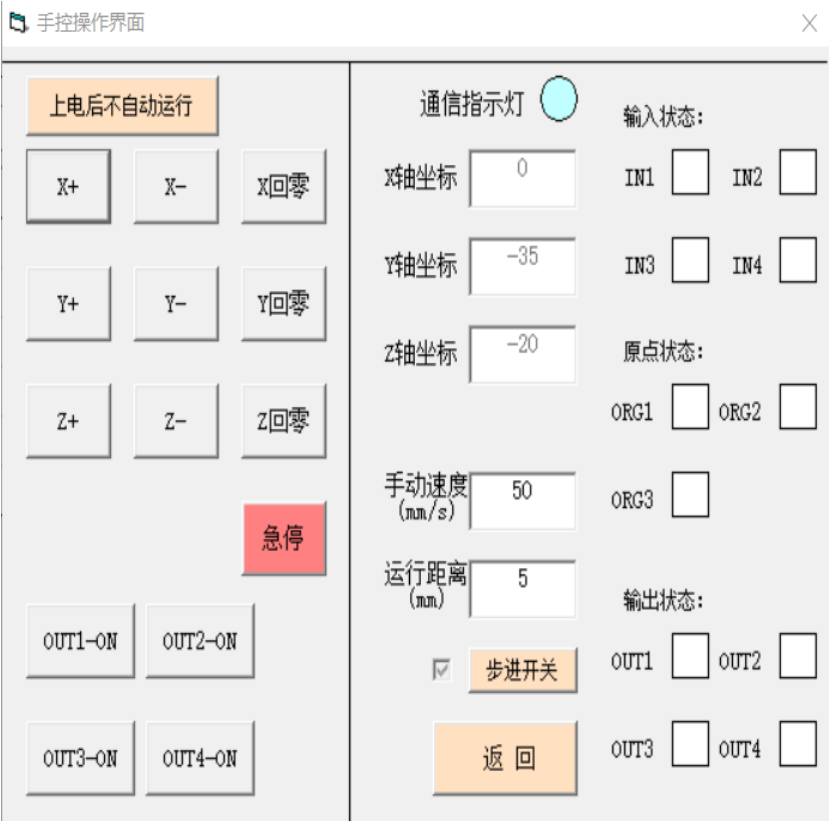 手控操作界面
上电后不自动运行
X+ X- X回零
Y+ Y- Y回零
Z+ Z- Z回零
急停
OUT1-ON OUT2-ON
OUT3-ON OUT4-ON
通信指示灯
X轴坐标 0
Y轴坐标 -35
Z轴坐标 -20
手动速度 50
(mm/s)
运行距离 5
(mm)
步进开关
返 回
输入状态:
IN1 IN2
IN3 IN4
原点状态:
ORG1 ORG2
ORG3
输出状态:
OUT1 OUT2
OUT3 OUT4